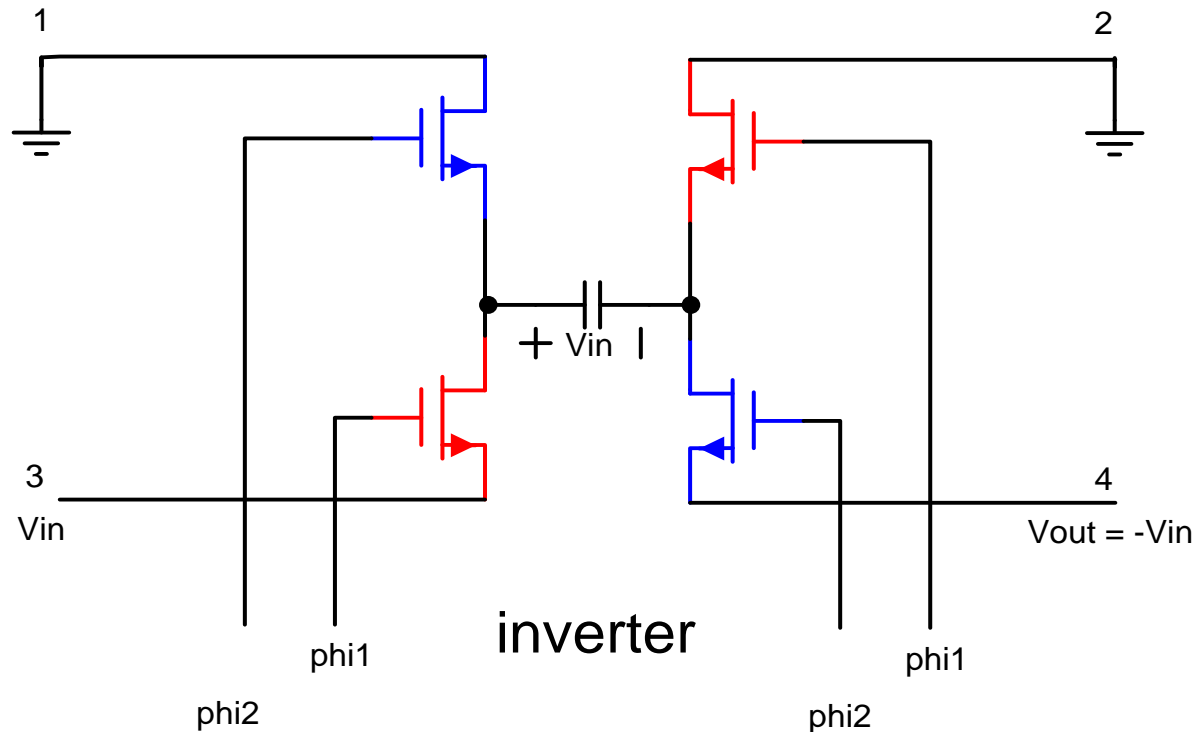 1
2
+ Vin |
3
4
Vin
Vout = -Vin
inverter
phi1
phi1
phi2
phi2